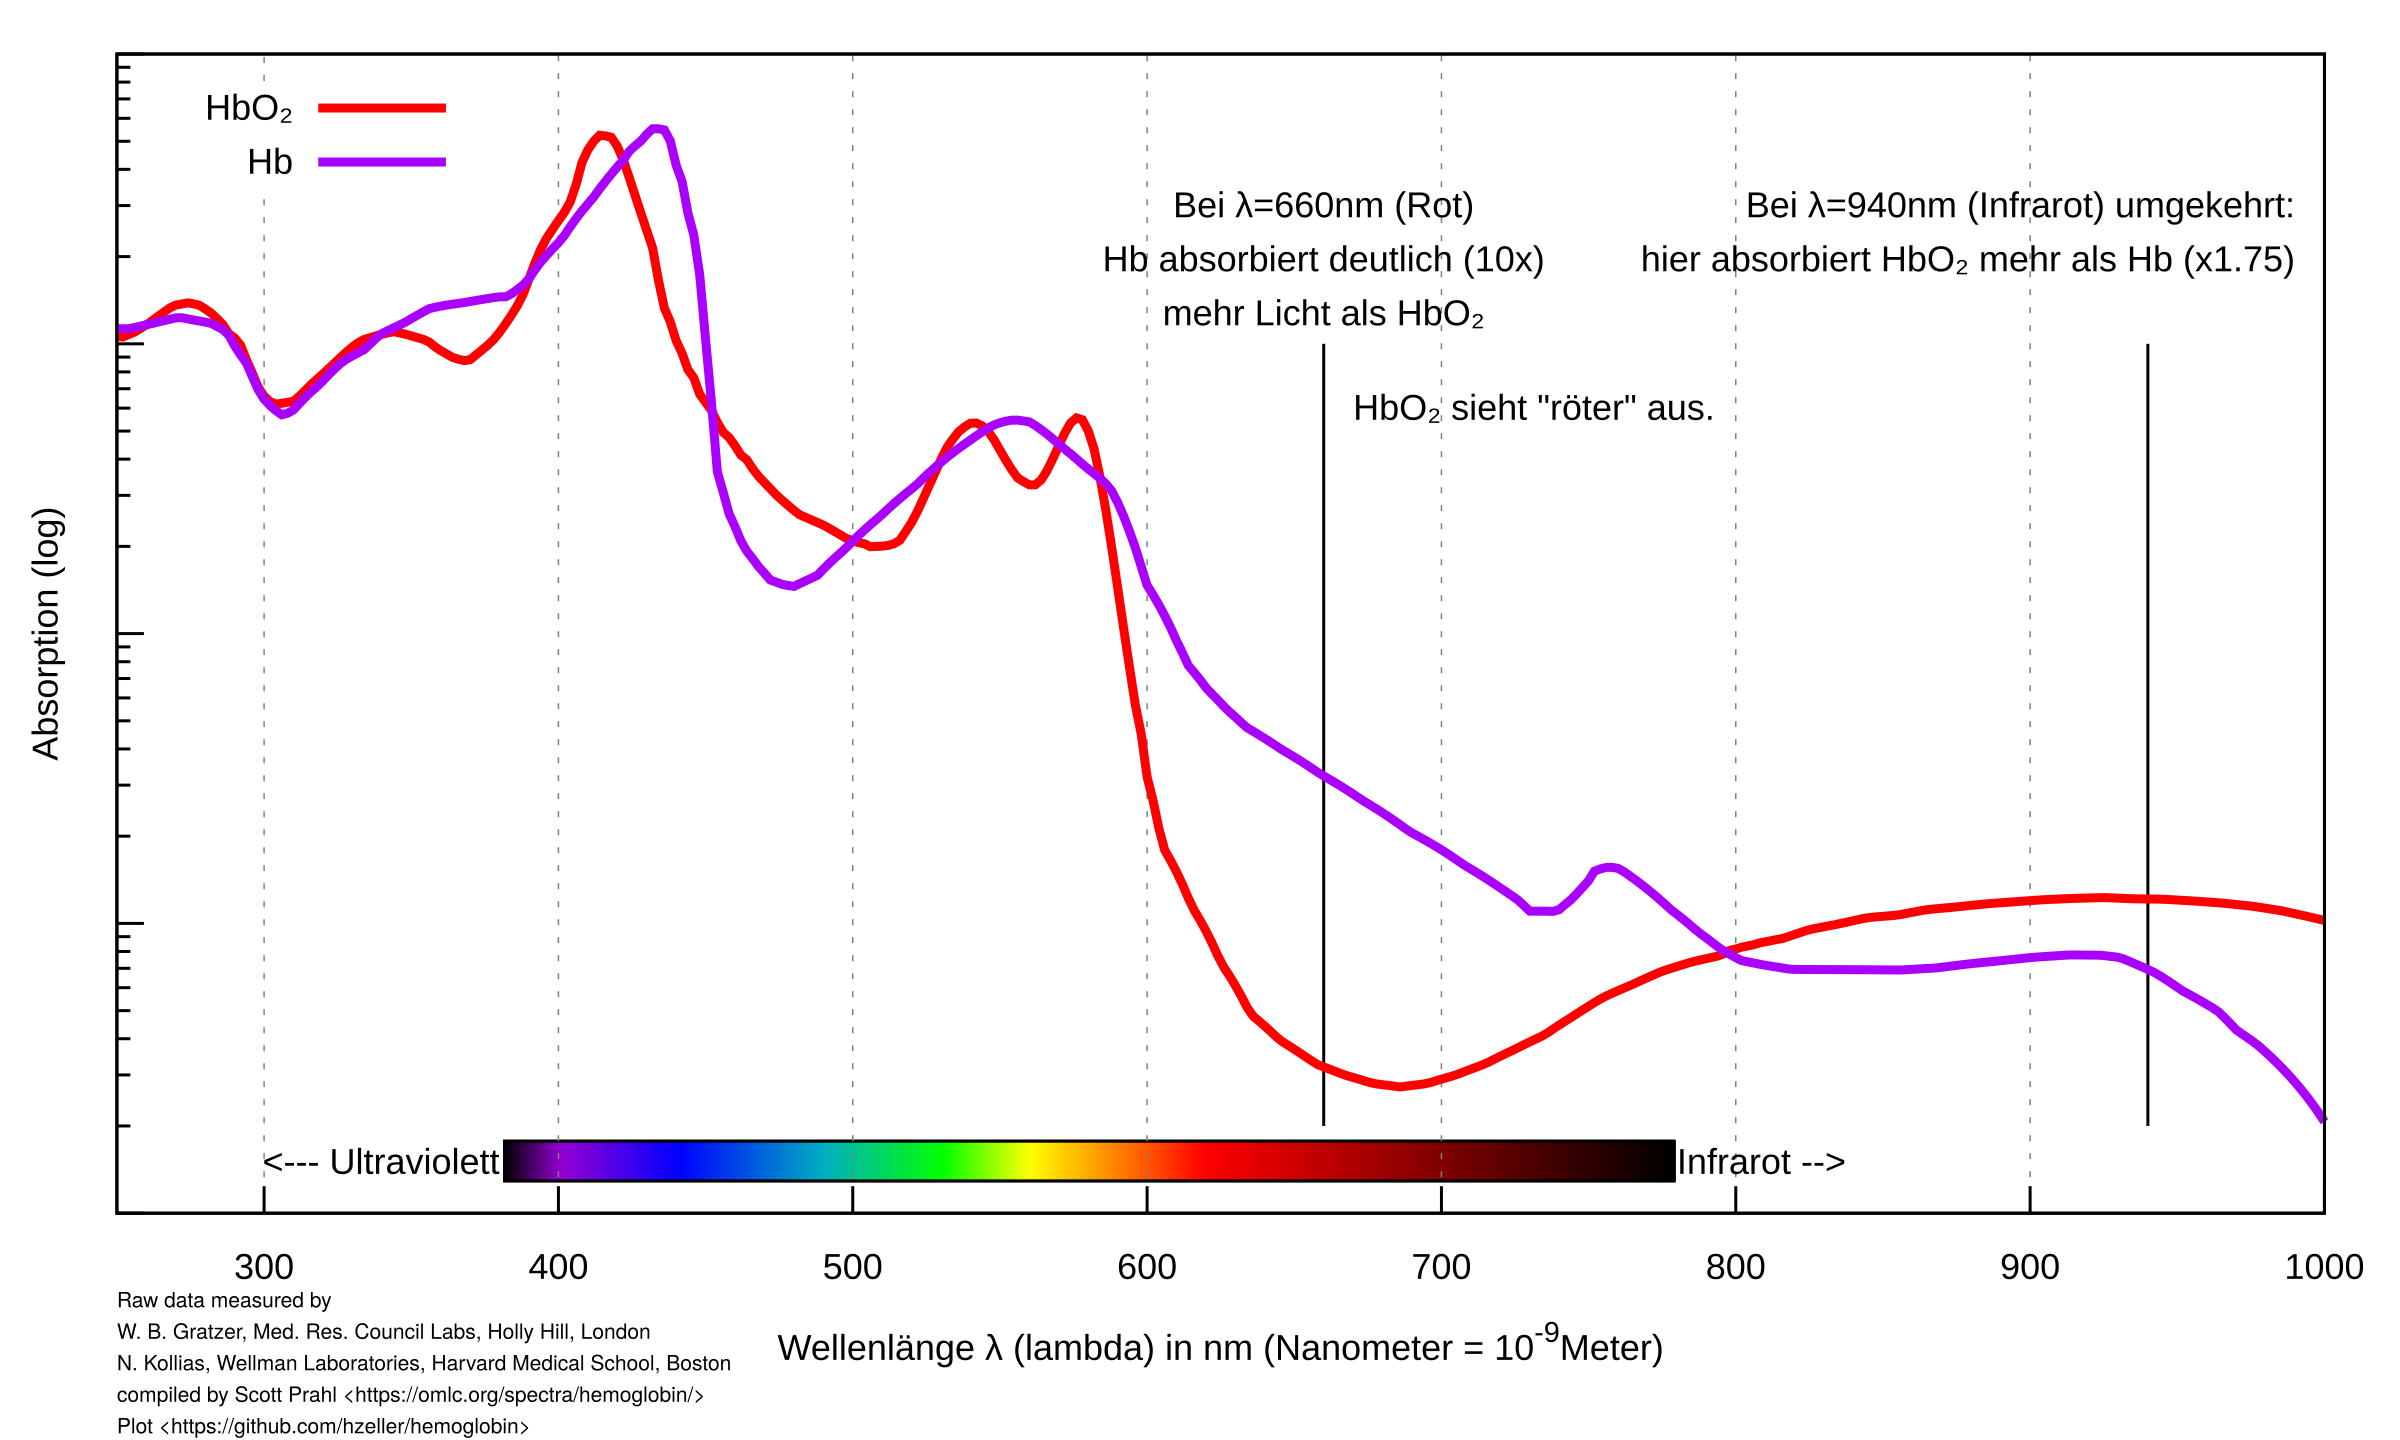 HbO₂
Hb
Bei λ=660nm (Rot)
Hb absorbiert deutlich (10x)
mehr Licht als HbO₂
Bei λ=940nm (Infrarot) umgekehrt:
hier absorbiert HbO₂ mehr als Hb (x1.75)
HbO₂ sieht "röter" aus.
Absorption (log)
<--- Ultraviolett
Infrarot -->
300 400 500 600 700 800 900 1000
Wellenlänge λ (lambda) in nm (Nanometer = 10⁻⁹Meter)
Raw data measured by
W. B. Gratzer, Med. Res. Council Labs, Holly Hill, London
N. Kollias, Wellman Laboratories, Harvard Medical School, Boston
compiled by Scott Prahl <https://omlc.org/spectra/hemoglobin/>
Plot <https://github.com/hzeller/hemoglobin>